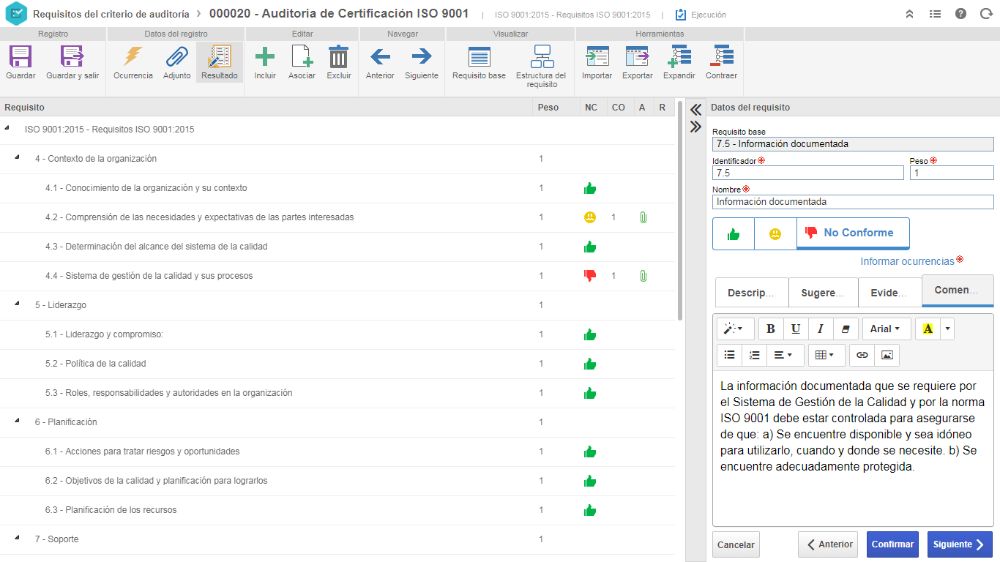 Requisitos del criterio de auditoría › 000020 - Auditoria de Certificación ISO 9001 | ISO 9001:2015 - Requisitos ISO 9001:2015 | Ejecución
Registro Datos del registro Editar Navegar Visualizar Herramientas
Guardar Guardar y salir Ocurrencia Adjunto Resultado Incluir Asociar Excluir Anterior Siguiente Requisito base Estructura del Importar Exportar Expandir Contraer
requisito
Requisito Peso NC CO A R
ISO 9001:2015 - Requisitos ISO 9001:2015
4 - Contexto de la organización 1
4.1 - Conocimiento de la organización y su contexto 1
4.2 - Comprensión de las necesidades y expectativas de las partes interesadas 1 1
4.3 - Determinación del alcance del sistema de la calidad 1
4.4 - Sistema de gestión de la calidad y sus procesos 1 1
5 - Liderazgo 1
5.1 - Liderazgo y compromiso: 1
5.2 - Política de la calidad 1
5.3 - Roles, responsabilidades y autoridades en la organización 1
6 - Planificación 1
6.1 - Acciones para tratar riesgos y oportunidades 1
6.2 - Objetivos de la calidad y planificación para lograrlos 1
6.3 - Planificación de los recursos 1
7 - Soporte 1
Datos del requisito
Requisito base
7.5 - Información documentada
Identificador Peso
7.5 1
Nombre
Información documentada
No Conforme
Informar ocurrencias
Descrip... Sugere... Evide... Comen...
B U I Arial A
La información documentada que se requiere por
el Sistema de Gestión de la Calidad y por la norma
ISO 9001 debe estar controlada para asegurarse
de que: a) Se encuentre disponible y sea idóneo
para utilizarlo, cuando y donde se necesite. b) Se
encuentre adecuadamente protegida.
Cancelar Anterior Confirmar Siguiente